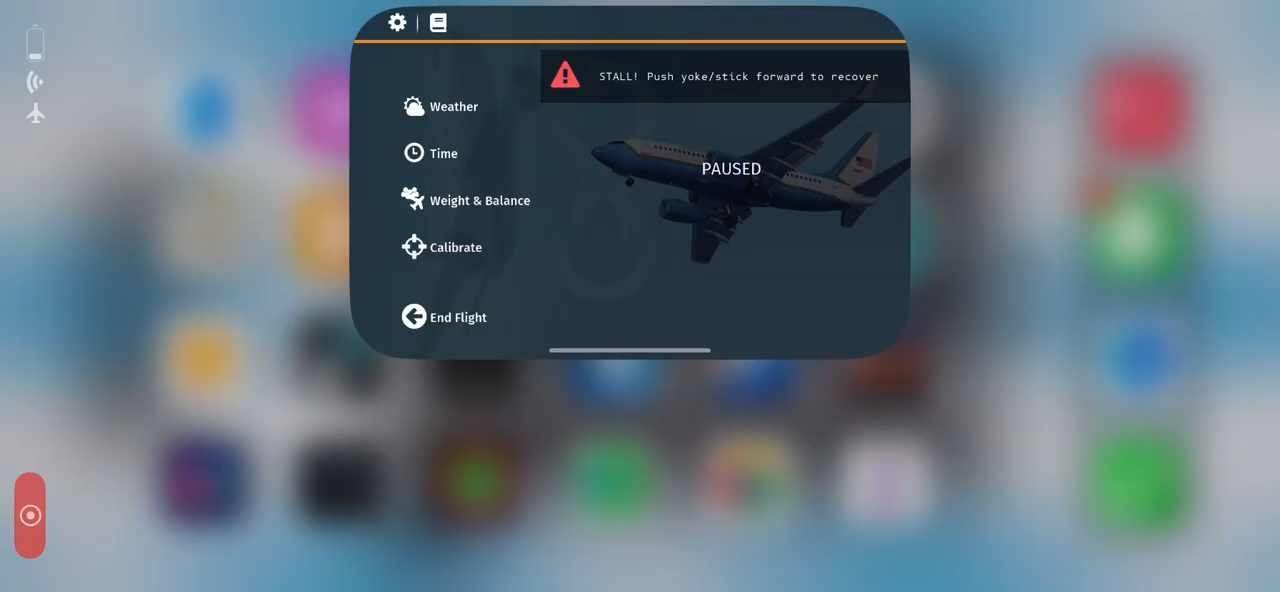 STALL! Push yoke/stick forward to recover
Weather
Time
PAUSED
Weight & Balance
Calibrate
End Flight